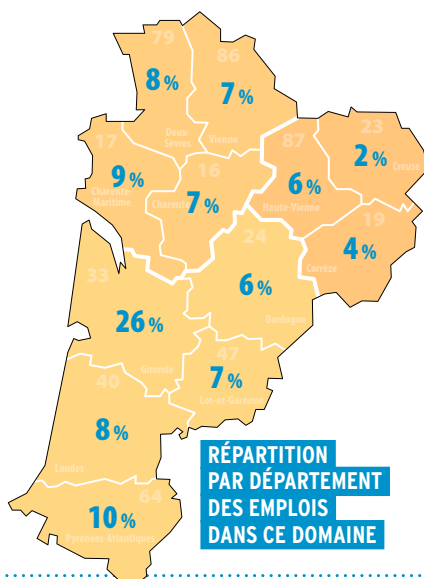 79
8 %
Deux-
Sèvres
86
7 %
Vienne
17
9 %
Charente
Maritime
16
Charente
7 %
87
6 %
Haute-Vienne
23
2 %
Creuse
19
4 %
Corrèze
24
6 %
Dordogne
33
26 %
Gironde
47
7 %
Lot-et-Garonne
40
8 %
Landes
64
10 %
Pyrénées-Atlantiques
RÉPARTITION
PAR DÉPARTEMENT
DES EMPLOIS
DANS CE DOMAINE